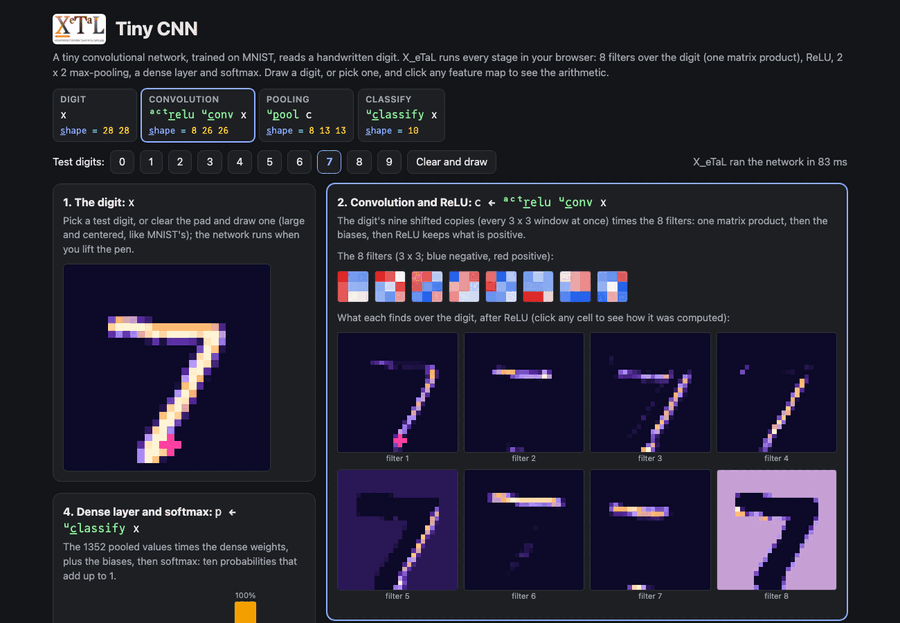 XeTaL
Tiny CNN
A tiny convolutional network, trained on MNIST, reads a handwritten digit. X_eTaL runs every stage in your browser: 8 filters over the digit (one matrix product), ReLU, 2
x 2 max-pooling, a dense layer and softmax. Draw a digit, or pick one, and click any feature map to see the arithmetic.
DIGIT
x
shape = 28 28
CONVOLUTION
ᵃᶜᵗrelu ᵘconv x
shape = 8 26 26
POOLING
ᵘpool c
shape = 8 13 13
CLASSIFY
ᵘclassify x
shape = 10
Test digits: 0 1 2 3 4 5 6 7 8 9 Clear and draw
X_eTaL ran the network in 83 ms
1. The digit: x
Pick a test digit, or clear the pad and draw one (large
and centered, like MNIST's); the network runs when
you lift the pen.
4. Dense layer and softmax: p ←
ᵘclassify x
The 1352 pooled values times the dense weights,
plus the biases, then softmax: ten probabilities that
add up to 1.
100%
2. Convolution and ReLU: c ← ᵃᶜᵗrelu ᵘconv x
The digit's nine shifted copies (every 3 x 3 window at once) times the 8 filters: one matrix product, then the
biases, then ReLU keeps what is positive.
The 8 filters (3 x 3; blue negative, red positive):
What each finds over the digit, after ReLU (click any cell to see how it was computed):
filter 1
filter 2
filter 3
filter 4
filter 5
filter 6
filter 7
filter 8